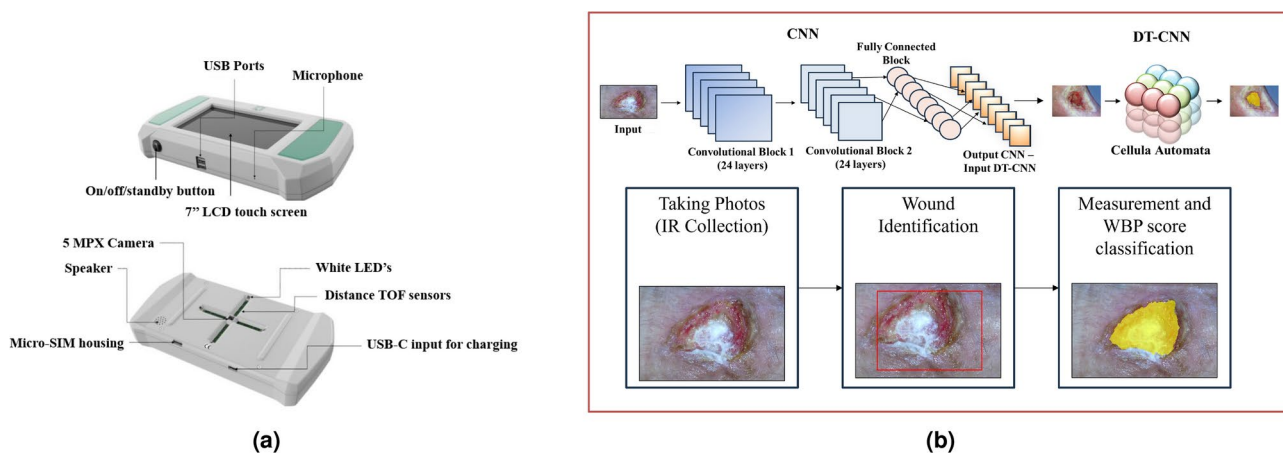 USB Ports
Microphone
On/off/standby button
7’’ LCD touch screen
5 MPX Camera
Speaker
White LED’s
Distance TOF sensors
Micro-SIM housing
USB-C input for charging
(a)
CNN
DT-CNN
Fully Connected
Block
Input
Convolutional Block 1
(24 layers)
Convolutional Block 2
(24 layers)
Output CNN –
Input DT-CNN
Cellula Automata
Taking Photos
(IR Collection)
Wound
Identification
Measurement and
WBP score
classification
(b)